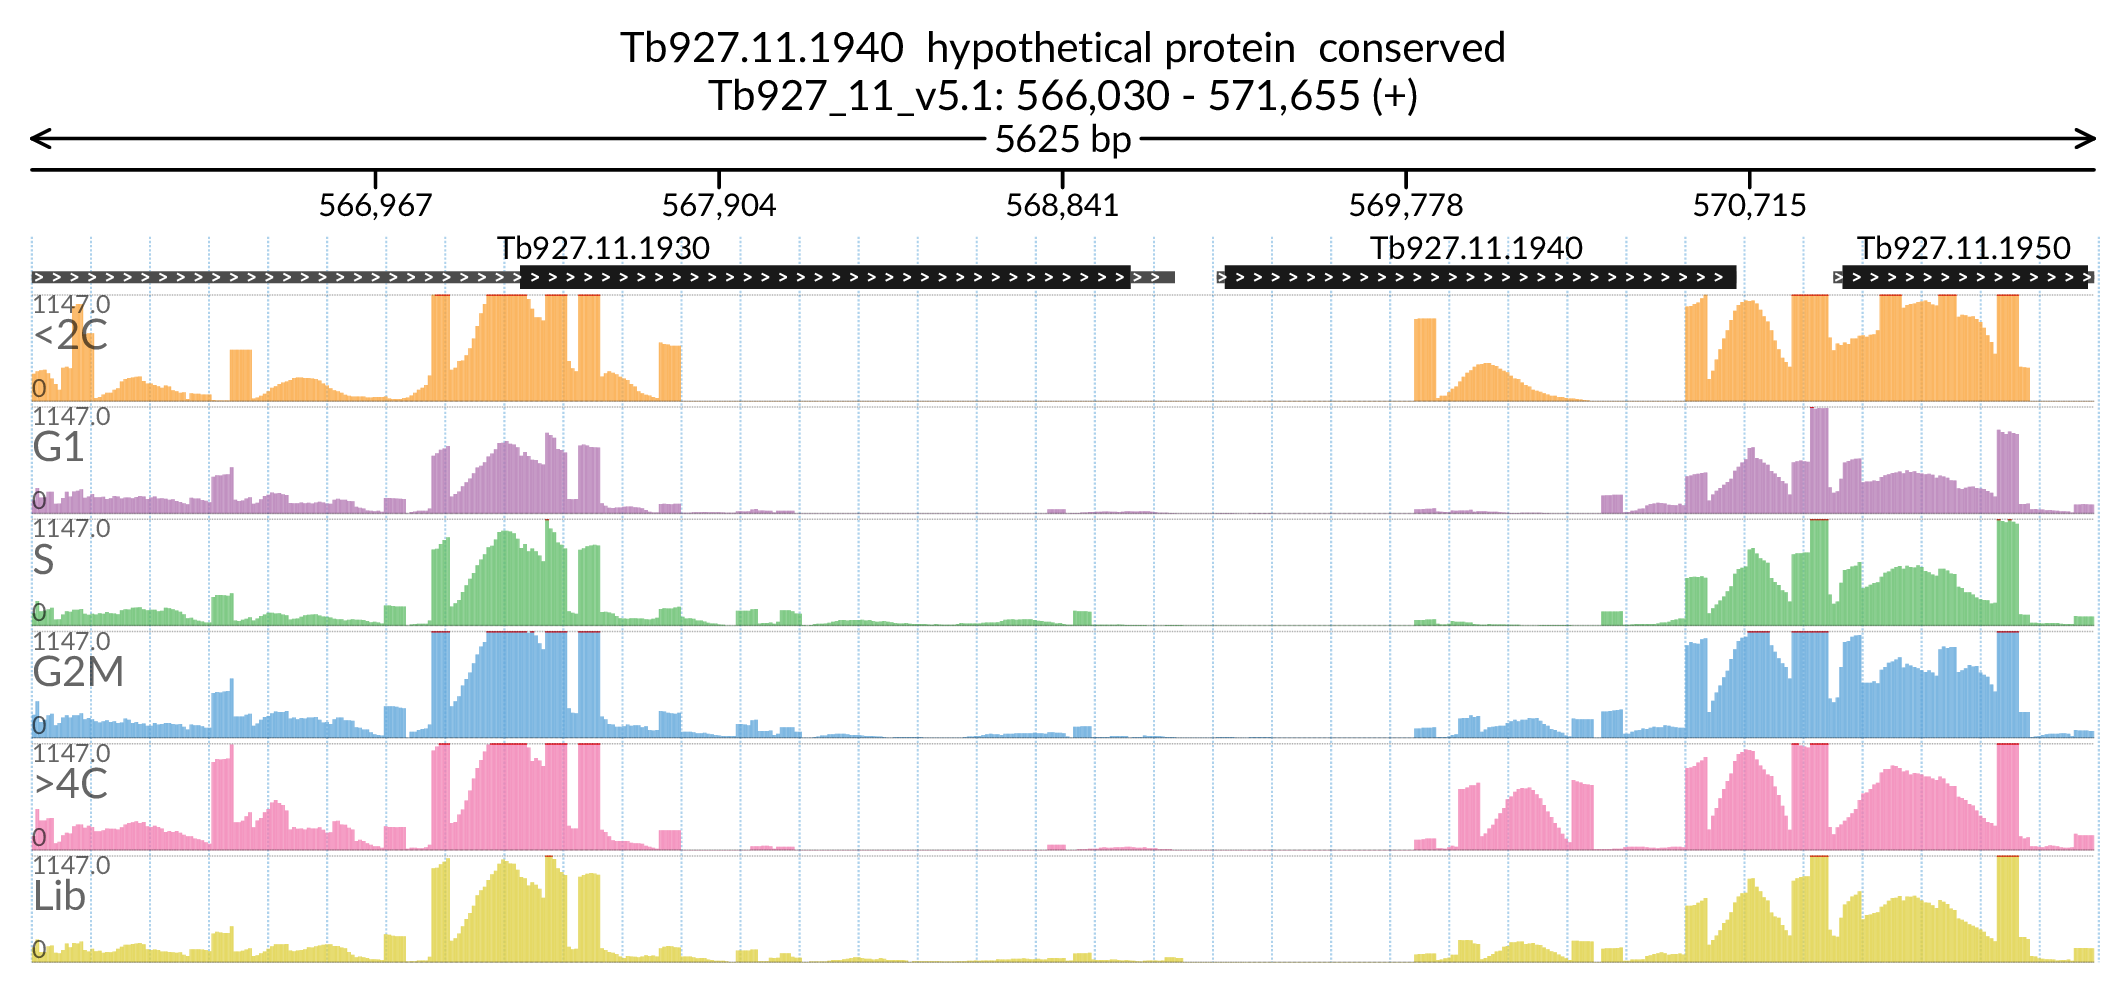 Tb927.11.1940  hypothetical protein  conserved
Tb927_11_v5.1: 566,030 - 571,655 (+)
5625 bp
566,967 567,904 568,841 569,778 570,715
Tb927.11.1930 Tb927.11.1940 Tb927.11.1950
1147.0
<2C
0
1147.0
G1
0
1147.0
S
0
1147.0
G2M
0
1147.0
>4C
0
1147.0
Lib
0